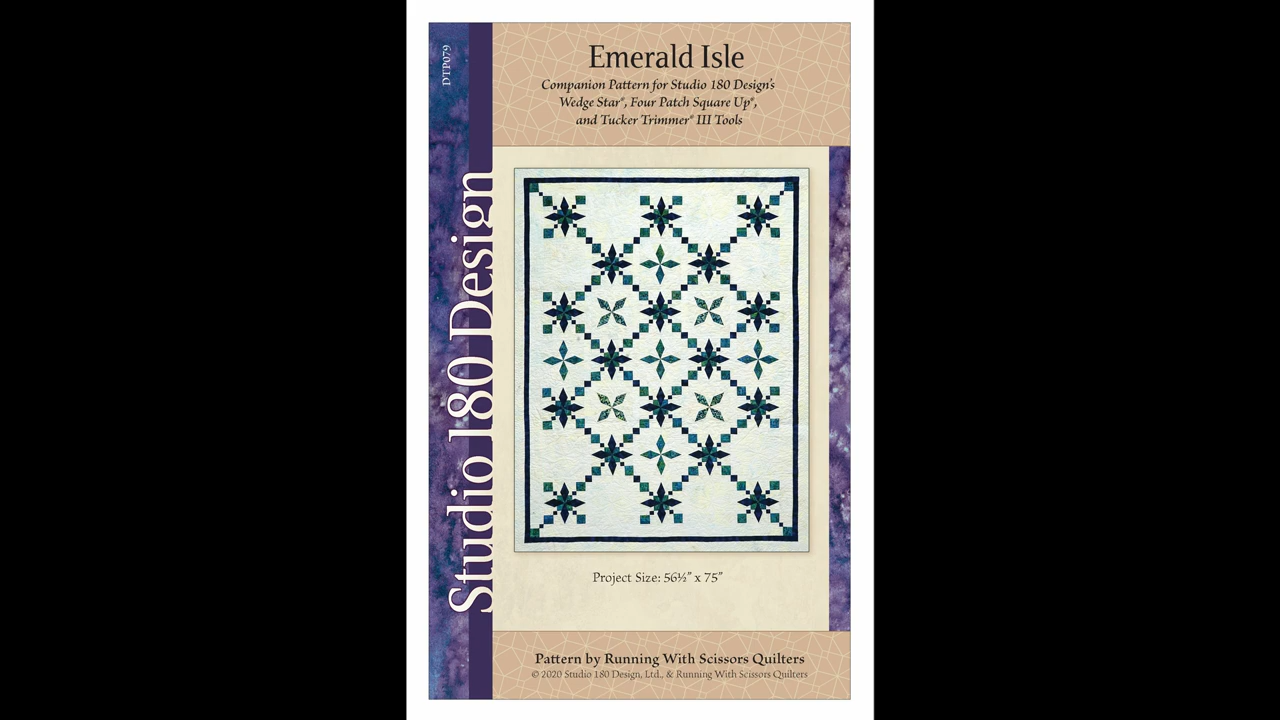 DTP079
Studio 180 Design
Emerald Isle
Companion Pattern for Studio 180 Design's
Wedge Star®, Four Patch Square Up®,
and Tucker Trimmer® III Tools
Project Size: 56½” x 75”
Pattern by Running With Scissors Quilters
© 2020 Studio 180 Design, Ltd., & Running With Scissors Quilters